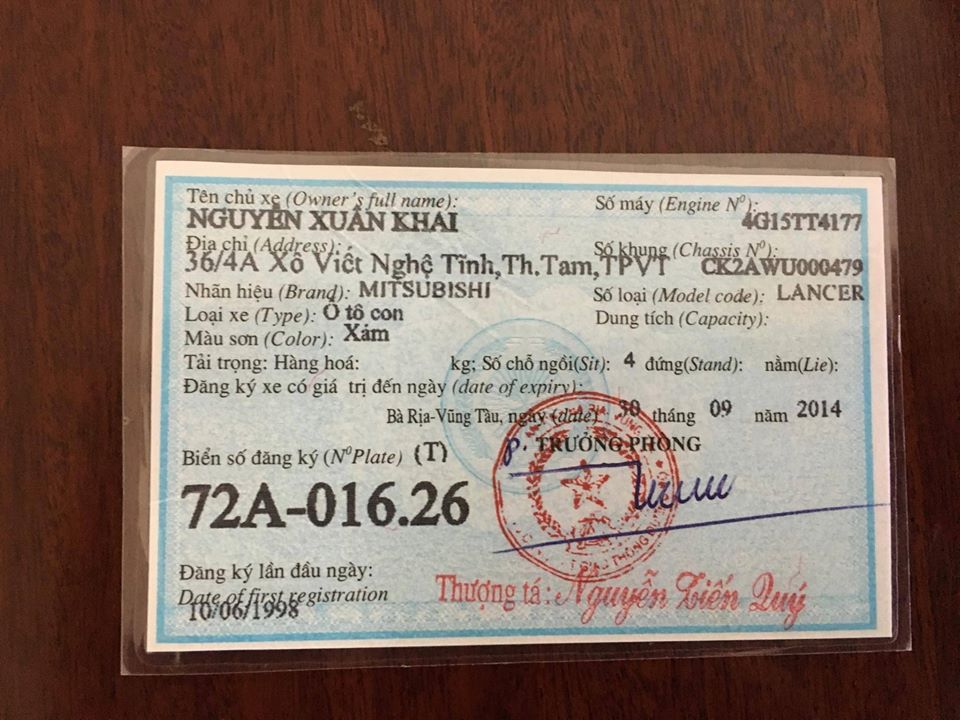 Tên chủ xe (Owner's full name):
NGUYỄN XUÂN KHAI
Số máy (Engine Nº):
4G15TT4177
Địa chỉ (Address):
36/4A Xô Viết Nghệ Tĩnh,Th.Tam,TPVT
Số khung (Chassis Nº):
CK2AWU000479
Nhãn hiệu (Brand): MITSUBISHI
Số loại (Model code): LANCER
Loại xe (Type): Ô tô con
Dung tích (Capacity):
Màu sơn (Color): Xám
Tải trọng: Hàng hoá: kg; Số chỗ ngồi(Sit): 4 đứng(Stand): nằm(Lie):
Đăng ký xe có giá trị đến ngày (date of expiry):
Bà Rịa-Vũng Tàu, ngày (date) 30 tháng 09 năm 2014
P. TRƯỞNG PHÒNG
Biển số đăng ký (NºPlate) (T)
72A-016.26
Đăng ký lần đầu ngày:
Date of first registration
10/06/1998
Thượng tá: Nguyễn Tiến Quý